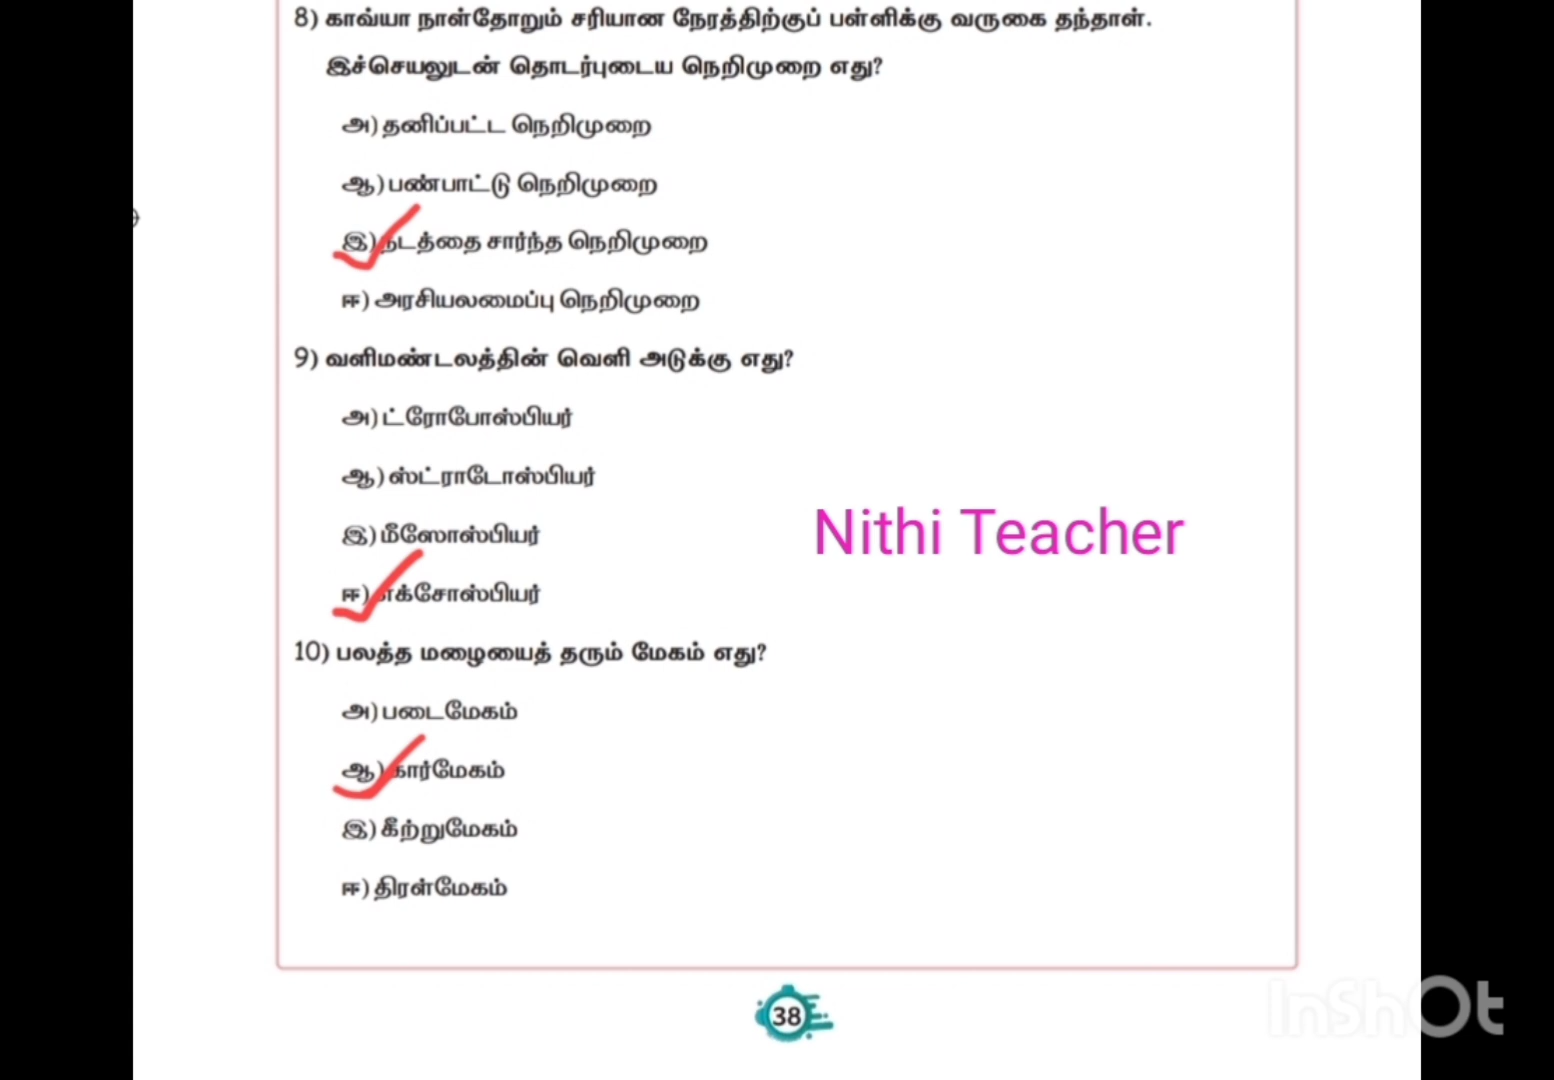 8) காவ்யா நாள்தோறும் சரியான நேரத்திற்குப் பள்ளிக்கு வருகை தந்தாள்.
இச்செயலுடன் தொடர்புடைய நெறிமுறை எது?
அ) தனிப்பட்ட நெறிமுறை
ஆ) பண்பாட்டு நெறிமுறை
இ) நடத்தை சார்ந்த நெறிமுறை
ஈ) அரசியலமைப்பு நெறிமுறை
9) வளிமண்டலத்தின் வெளி அடுக்கு எது?
அ) ட்ரோபோஸ்பியர்
ஆ) ஸ்ட்ராடோஸ்பியர்
இ) மீஸோஸ்பியர்
Nithi Teacher
ஈ) எக்சோஸ்பியர்
10) பலத்த மழையைத் தரும் மேகம் எது?
அ) படைமேகம்
ஆ) கார்மேகம்
இ) கீற்றுமேகம்
ஈ) திரள்மேகம்
38
InShOt